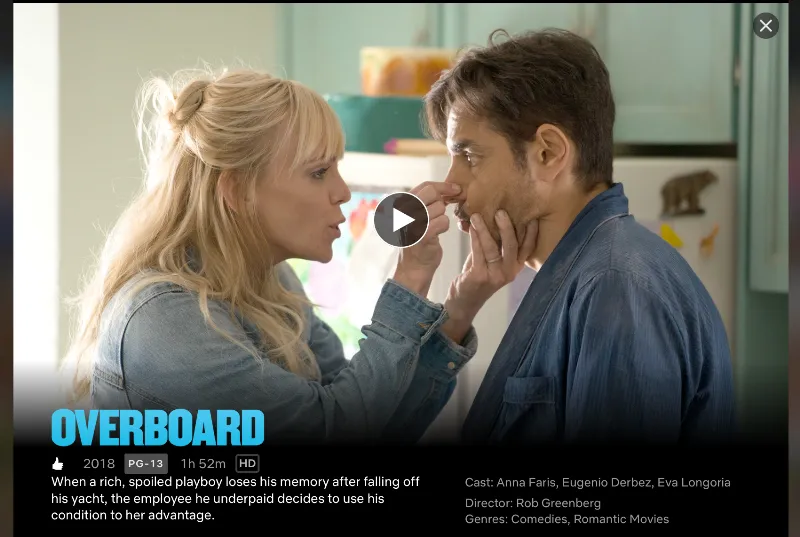 OVERBOARD
2018 PG-13 1h 52m HD
When a rich, spoiled playboy loses his memory after falling off
his yacht, the employee he underpaid decides to use his
condition to her advantage.
Cast: Anna Faris, Eugenio Derbez, Eva Longoria
Director: Rob Greenberg
Genres: Comedies, Romantic Movies